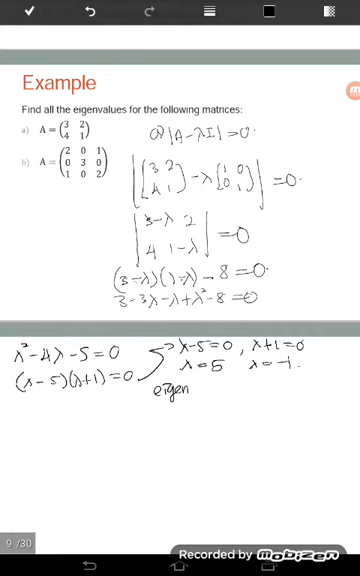 Example
Find all the eigenvalues for the following matrices:
a) A = (3 2
4 1)
b) A = (2 0 1
0 3 0
1 0 2)
a) |A - λI| = 0.
|[3 2
4 1] - λ[1 0
0 1]| = 0.
|3-λ 2
4 1-λ| = 0
(3-λ)(1-λ) - 8 = 0.
3 - 3λ - λ + λ² - 8 = 0
λ² - 4λ - 5 = 0
(λ - 5)(λ + 1) = 0
λ - 5 = 0, λ + 1 = 0
λ = 5 λ = -1.
eigen
9 /30
Recorded by Mobizen